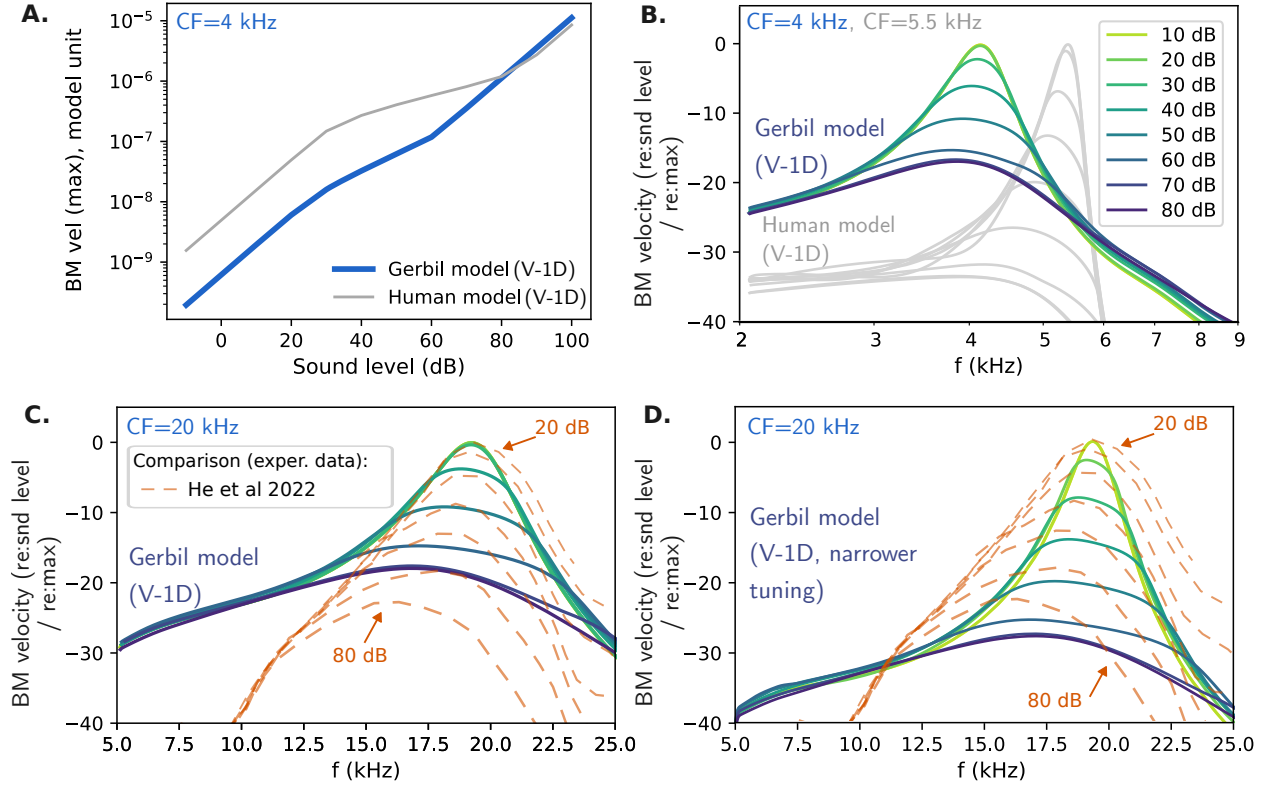 A.
CF=4 kHz
BM vel (max), model unit
10⁻⁵
10⁻⁶
10⁻⁷
10⁻⁸
10⁻⁹
Gerbil model (V-1D)
Human model (V-1D)
0 20 40 60 80 100
Sound level (dB)
B.
CF=4 kHz, CF=5.5 kHz
BM velocity (re:snd level
/ re:max)
0
−10
−20
−30
−40
Gerbil model
(V-1D)
Human model
(V-1D)
10 dB
20 dB
30 dB
40 dB
50 dB
60 dB
70 dB
80 dB
2 3 4 5 6 7 8 9
f (kHz)
C.
CF=20 kHz
Comparison (exper. data):
He et al 2022
20 dB
BM velocity (re:snd level
/ re:max)
0
−10
−20
−30
−40
Gerbil model
(V-1D)
80 dB
5.0 7.5 10.0 12.5 15.0 17.5 20.0 22.5 25.0
f (kHz)
D.
CF=20 kHz
20 dB
BM velocity (re:snd level
/ re:max)
0
−10
−20
−30
−40
Gerbil model
(V-1D, narrower
tuning)
80 dB
5.0 7.5 10.0 12.5 15.0 17.5 20.0 22.5 25.0
f (kHz)